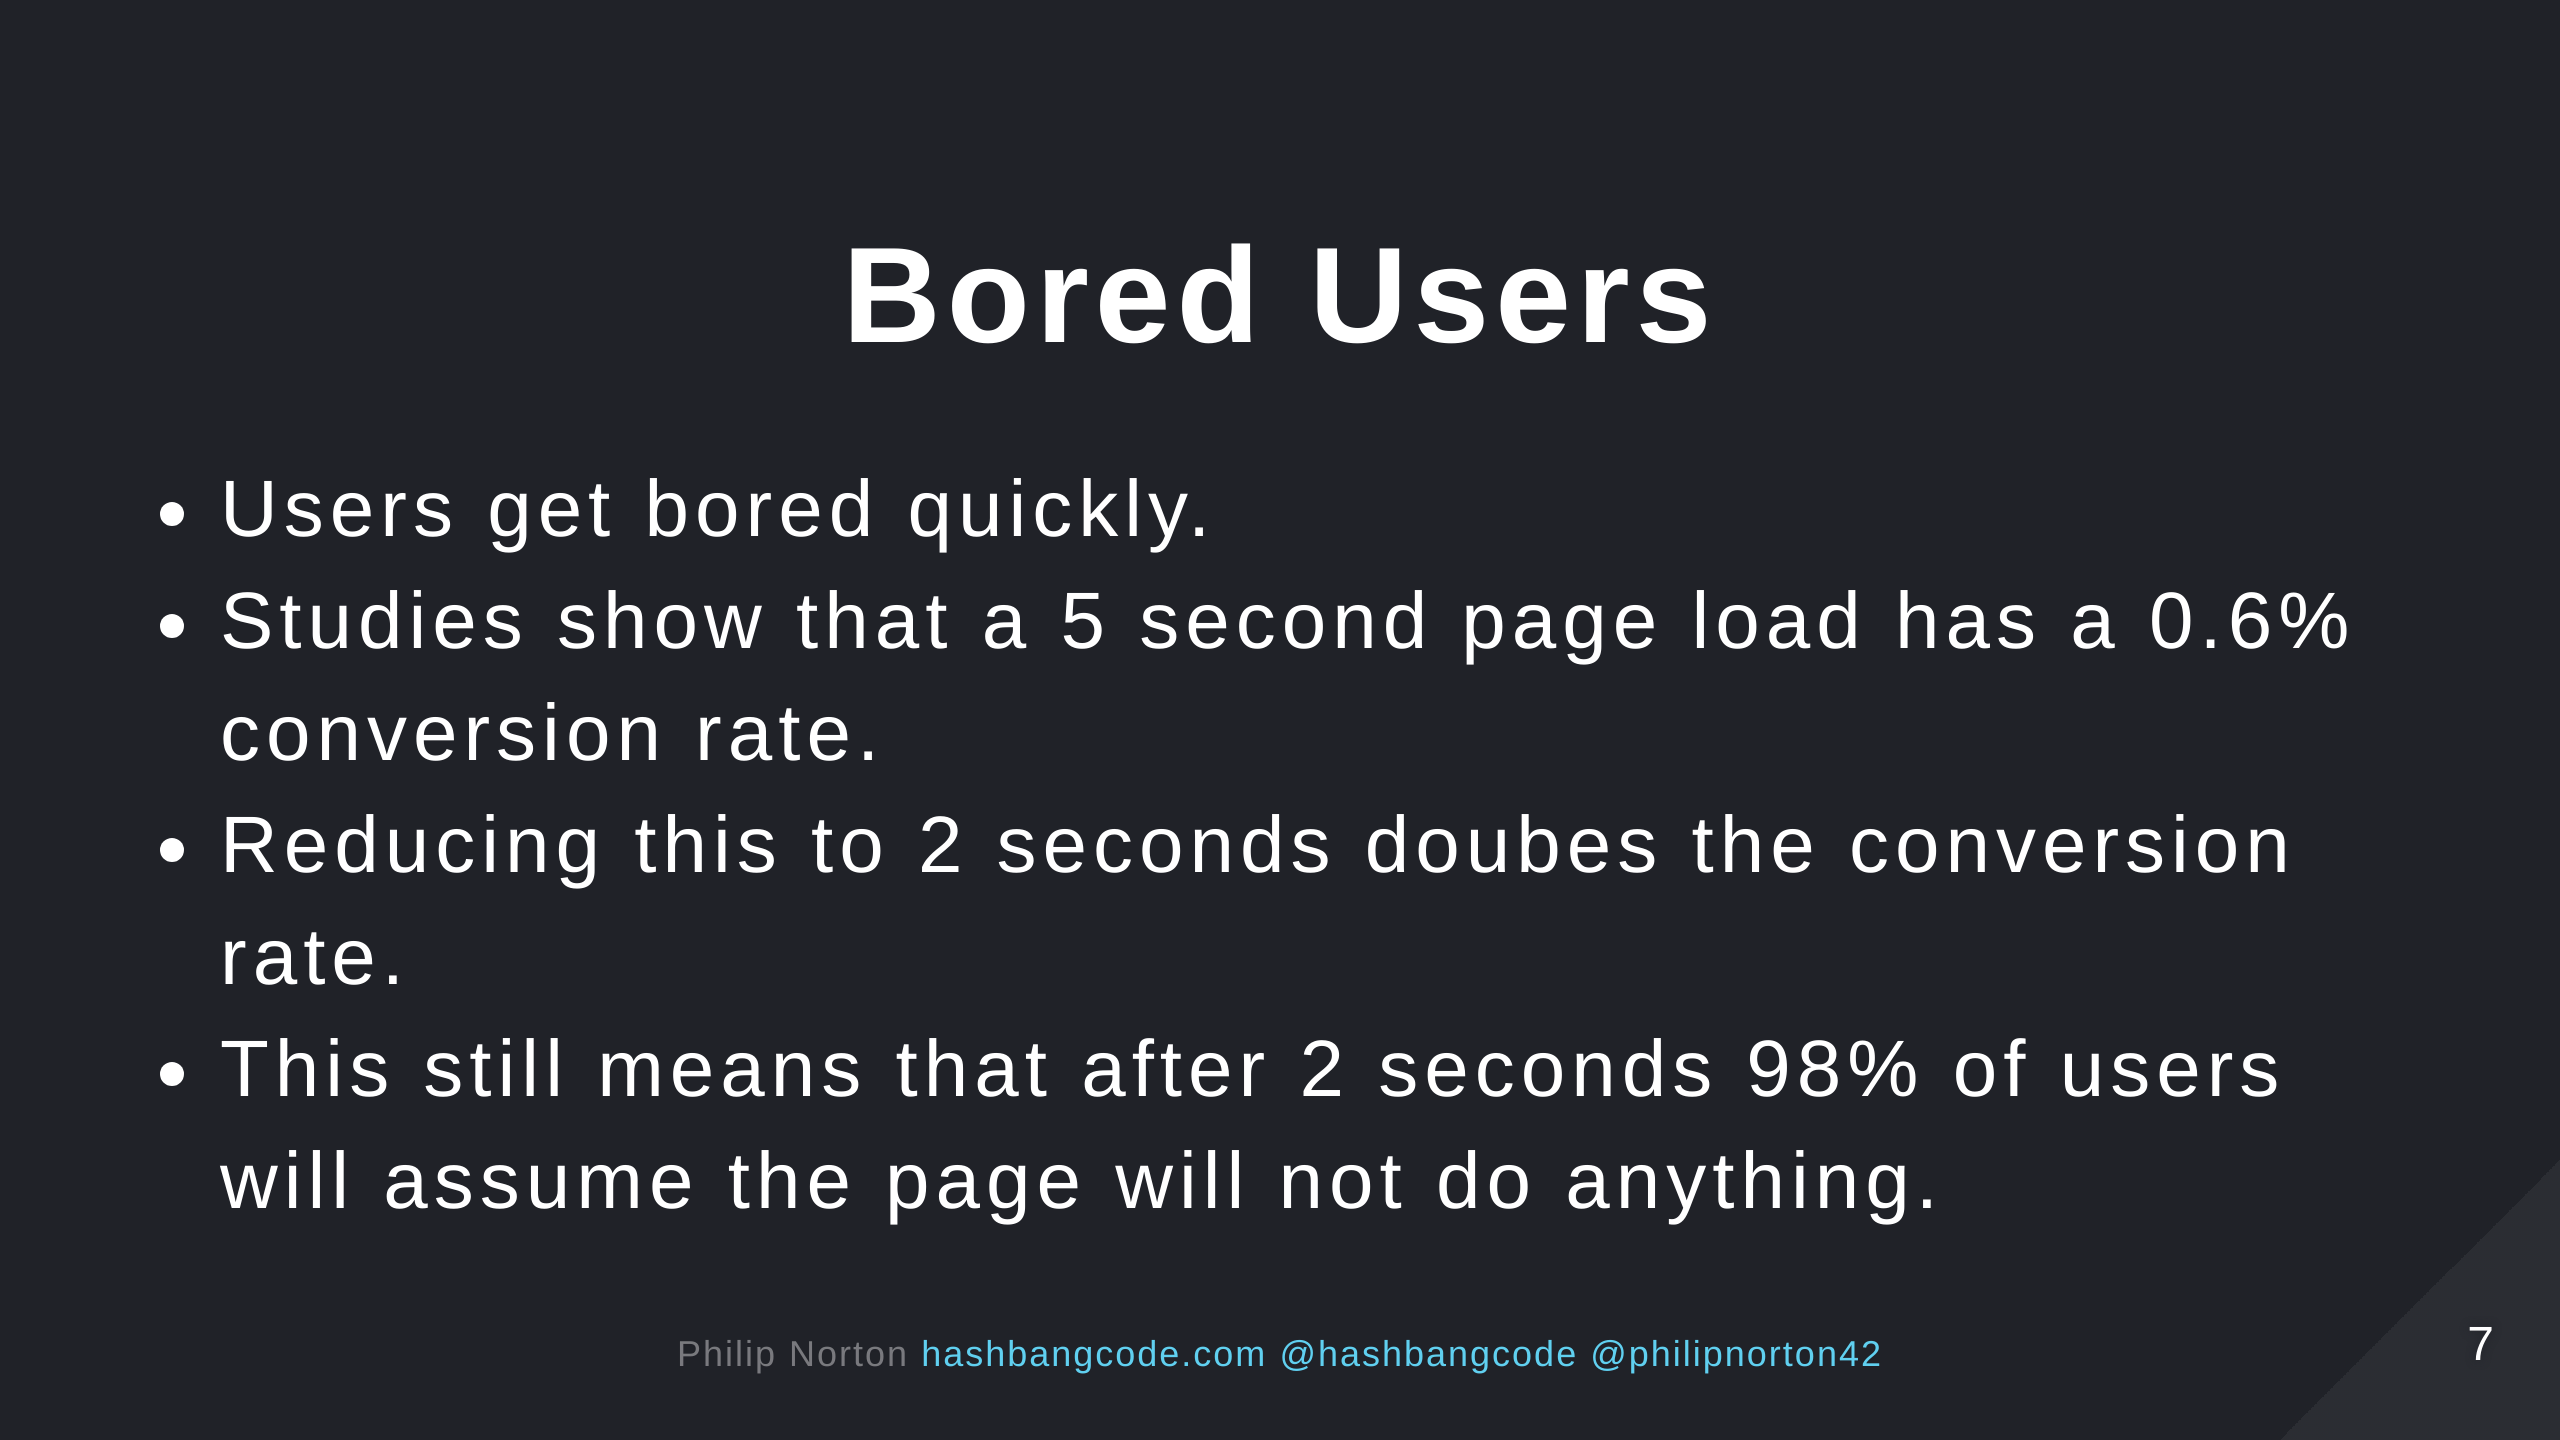 Bored Users
• Users get bored quickly.
• Studies show that a 5 second page load has a 0.6%
conversion rate.
• Reducing this to 2 seconds doubes the conversion
rate.
• This still means that after 2 seconds 98% of users
will assume the page will not do anything.
Philip Norton hashbangcode.com @hashbangcode @philipnorton42
7